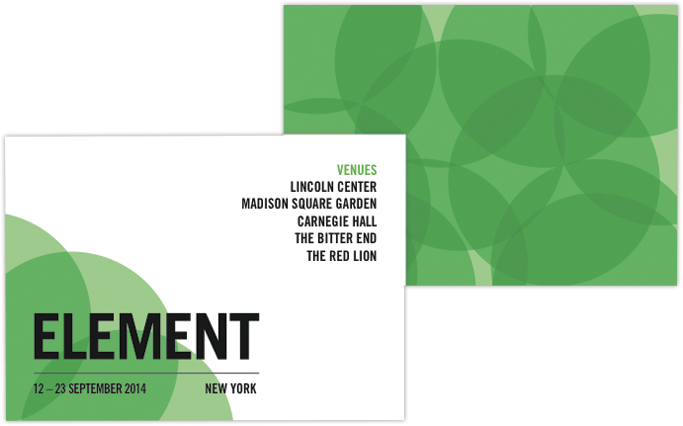 VENUES
LINCOLN CENTER
MADISON SQUARE GARDEN
CARNEGIE HALL
THE BITTER END
THE RED LION
ELEMENT
12 – 23 SEPTEMBER 2014 NEW YORK